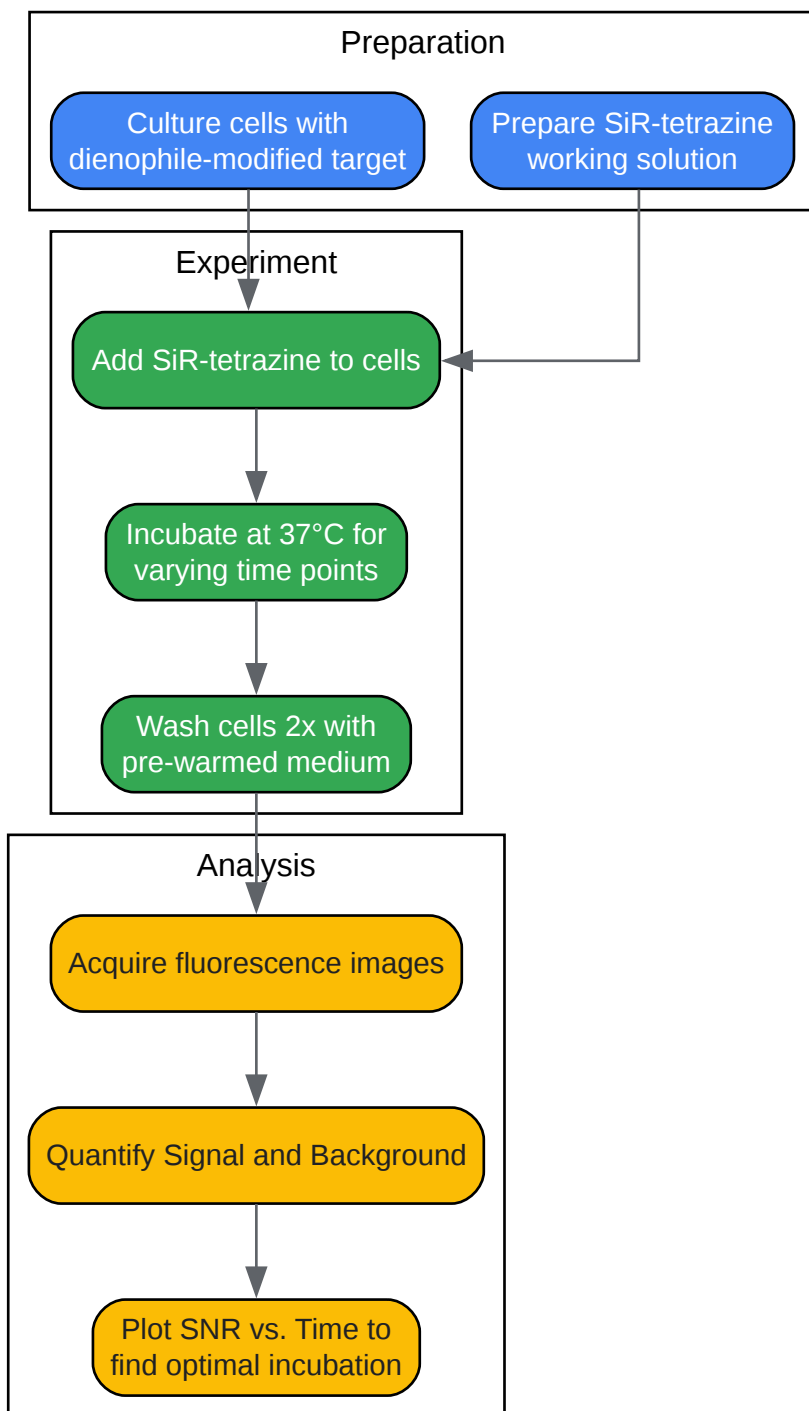 Preparation
Culture cells with
dienophile-modified target
Prepare SiR-tetrazine
working solution
Experiment
Add SiR-tetrazine to cells
Incubate at 37°C for
varying time points
Wash cells 2x with
pre-warmed medium
Analysis
Acquire fluorescence images
Quantify Signal and Background
Plot SNR vs. Time to
find optimal incubation